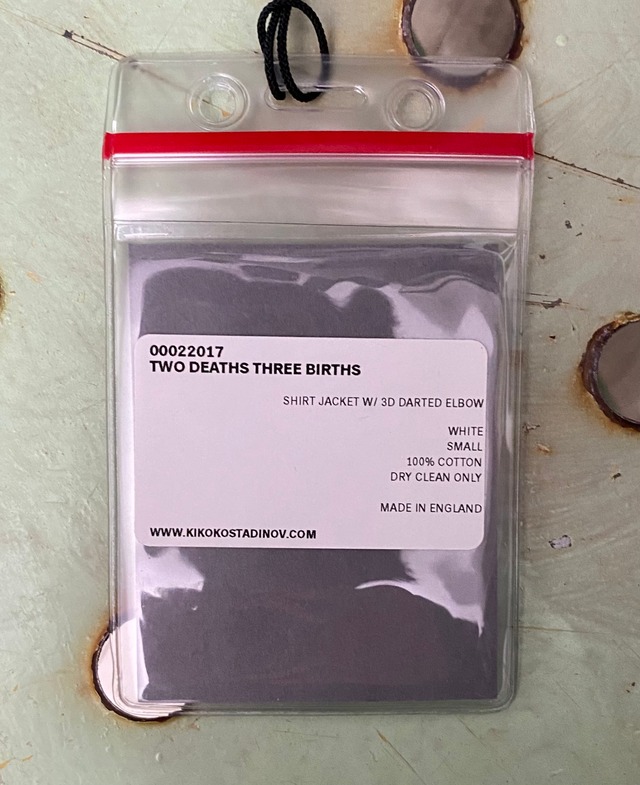 00022017
TWO DEATHS THREE BIRTHS
SHIRT JACKET W/ 3D DARTED ELBOW
WHITE
SMALL
100% COTTON
DRY CLEAN ONLY
MADE IN ENGLAND
WWW.KIKOKOSTADINOV.COM